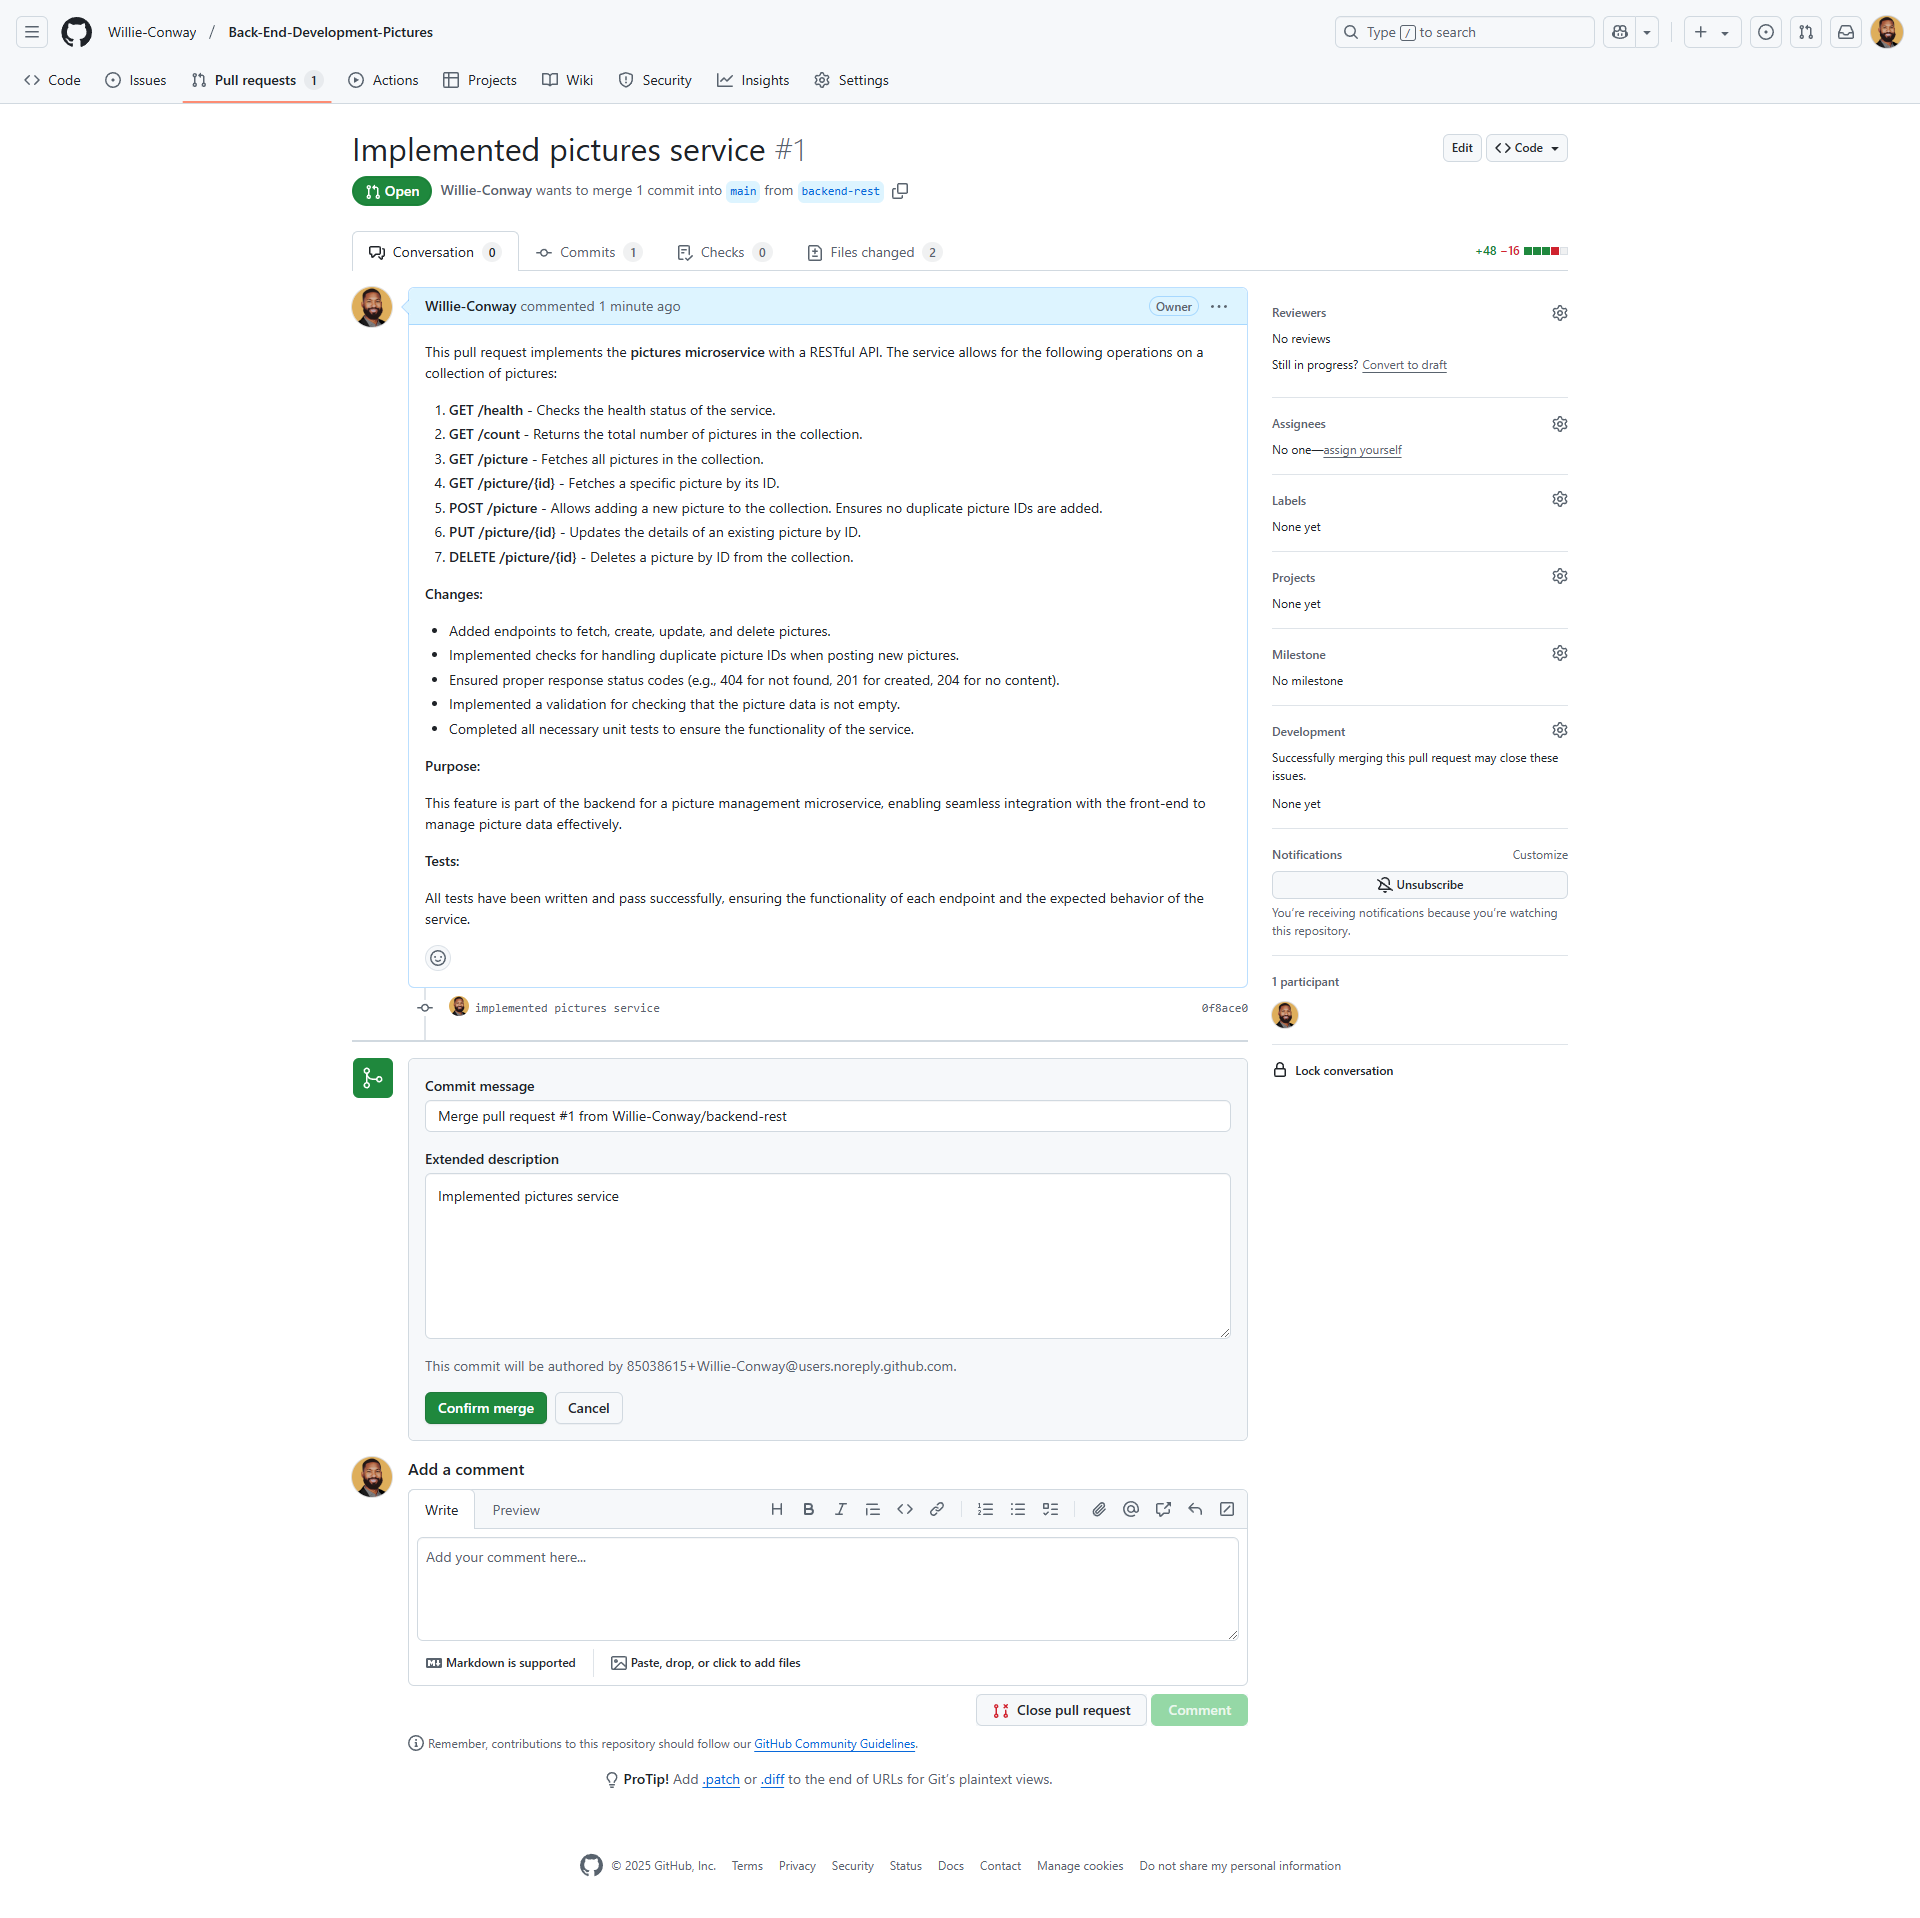 Willie-Conway / Back-End-Development-Pictures
Type / to search
Code
Issues
Pull requests 1
Actions
Projects
Wiki
Security
Insights
Settings
Implemented pictures service #1
Edit
Code
Open
Willie-Conway wants to merge 1 commit into main from backend-rest
Conversation 0
Commits 1
Checks 0
Files changed 2
+48 −16
Willie-Conway commented 1 minute ago
Owner
This pull request implements the pictures microservice with a RESTful API. The service allows for the following operations on a
collection of pictures:
1. GET /health - Checks the health status of the service.
2. GET /count - Returns the total number of pictures in the collection.
3. GET /picture - Fetches all pictures in the collection.
4. GET /picture/{id} - Fetches a specific picture by its ID.
5. POST /picture - Allows adding a new picture to the collection. Ensures no duplicate picture IDs are added.
6. PUT /picture/{id} - Updates the details of an existing picture by ID.
7. DELETE /picture/{id} - Deletes a picture by ID from the collection.
Changes:
• Added endpoints to fetch, create, update, and delete pictures.
• Implemented checks for handling duplicate picture IDs when posting new pictures.
• Ensured proper response status codes (e.g., 404 for not found, 201 for created, 204 for no content).
• Implemented a validation for checking that the picture data is not empty.
• Completed all necessary unit tests to ensure the functionality of the service.
Purpose:
This feature is part of the backend for a picture management microservice, enabling seamless integration with the front-end to
manage picture data effectively.
Tests:
All tests have been written and pass successfully, ensuring the functionality of each endpoint and the expected behavior of the
service.
implemented pictures service
0f8ace0
Commit message
Merge pull request #1 from Willie-Conway/backend-rest
Extended description
Implemented pictures service
This commit will be authored by 85038615+Willie-Conway@users.noreply.github.com.
Confirm merge
Cancel
Add a comment
Write
Preview
H B I
Add your comment here...
Markdown is supported
Paste, drop, or click to add files
Close pull request
Comment
Remember, contributions to this repository should follow our GitHub Community Guidelines.
ProTip! Add .patch or .diff to the end of URLs for Git's plaintext views.
Reviewers
No reviews
Still in progress? Convert to draft
Assignees
No one—assign yourself
Labels
None yet
Projects
None yet
Milestone
No milestone
Development
Successfully merging this pull request may close these
issues.
None yet
Notifications
Customize
Unsubscribe
You're receiving notifications because you're watching
this repository.
1 participant
Lock conversation
© 2025 GitHub, Inc.
Terms
Privacy
Security
Status
Docs
Contact
Manage cookies
Do not share my personal information